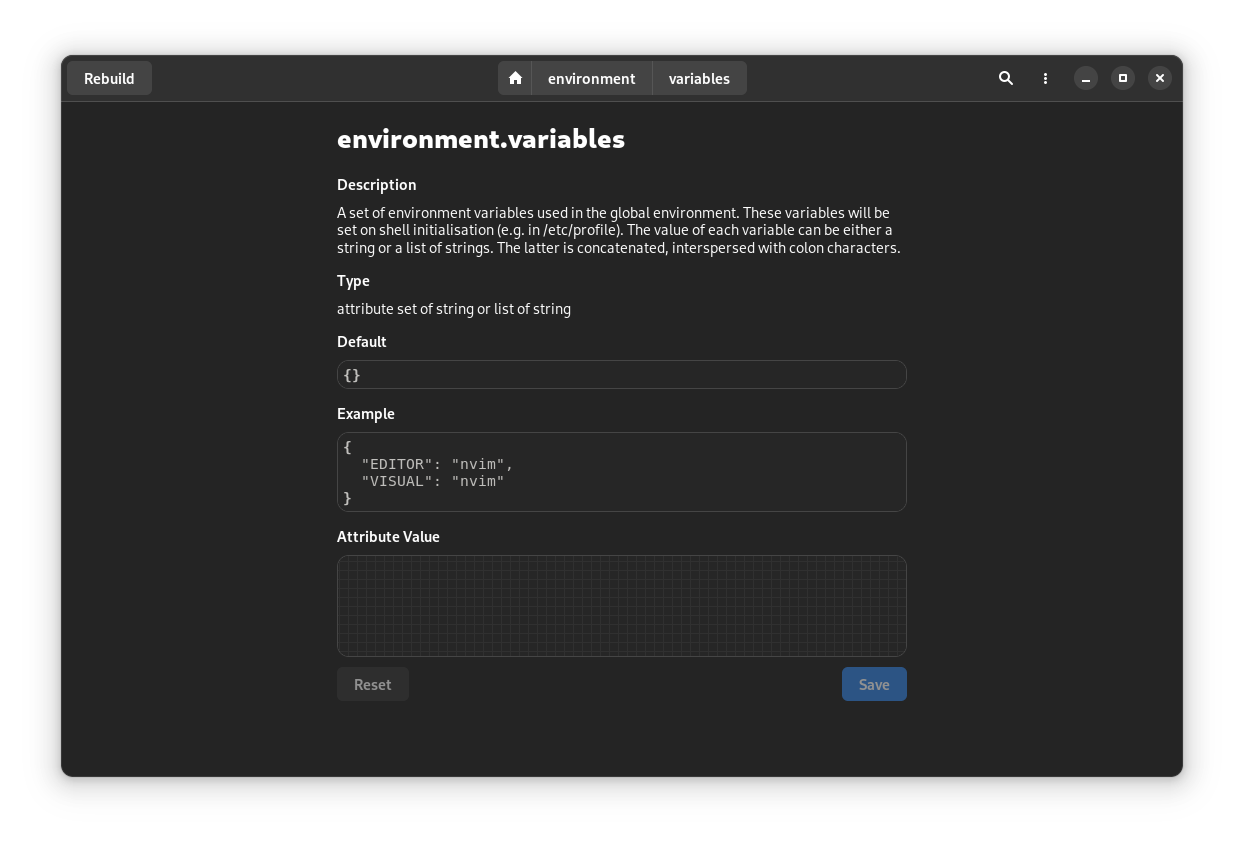 Rebuild
environment
variables
environment.variables
Description
A set of environment variables used in the global environment. These variables will be
set on shell initialisation (e.g. in /etc/profile). The value of each variable can be either a
string or a list of strings. The latter is concatenated, interspersed with colon characters.
Type
attribute set of string or list of string
Default
{}
Example
{
  "EDITOR": "nvim",
  "VISUAL": "nvim"
}
Attribute Value
Reset
Save